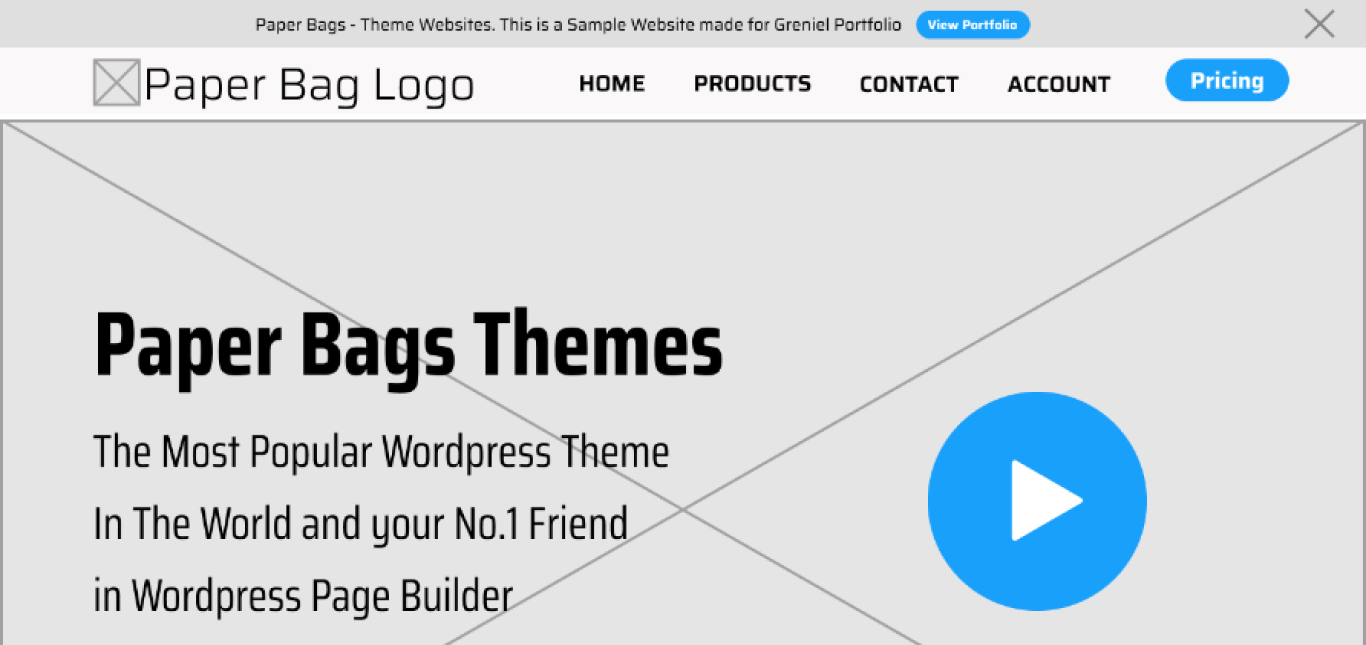 Paper Bags - Theme Websites. This is a Sample Website made for Greniel Portfolio
View Portfolio
Paper Bag Logo
HOME
PRODUCTS
CONTACT
ACCOUNT
Pricing
Paper Bags Themes
The Most Popular Wordpress Theme
In The World and your No.1 Friend
in Wordpress Page Builder